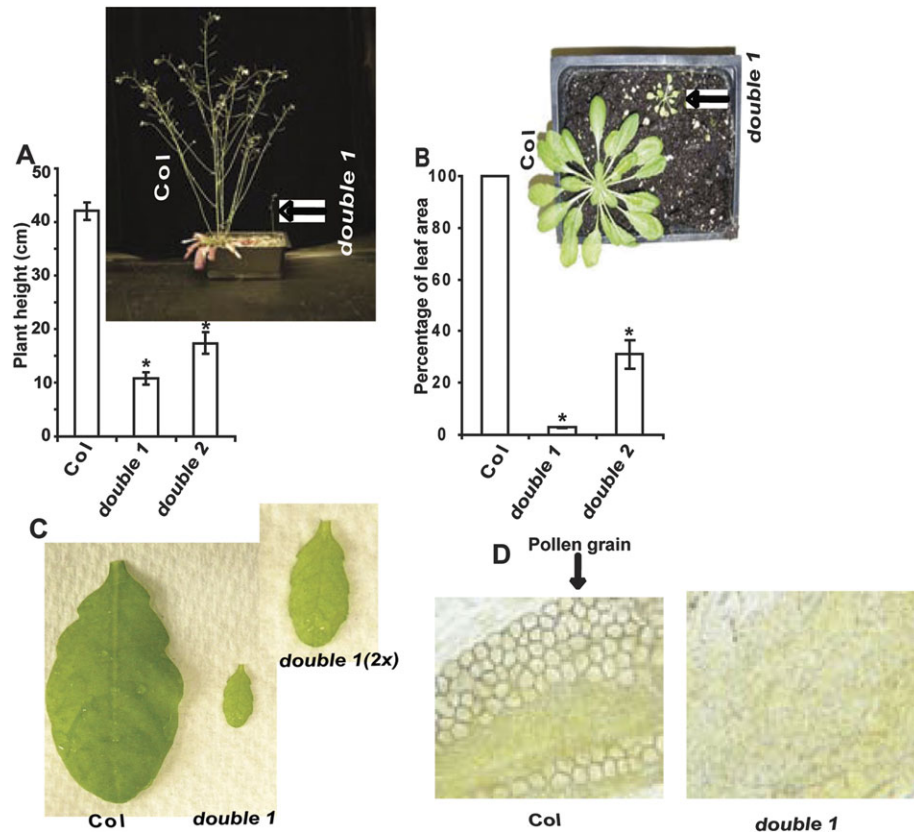 A
Plant height (cm)
50
40
30
20
10
0
Col
double 1
*
*
Col
double 1
double 2
B
Percentage of leaf area
100
80
60
40
20
0
Col
double 1
*
*
Col
double 1
double 2
C
Col
double 1
double 1(2x)
D
Pollen grain
Col
double 1